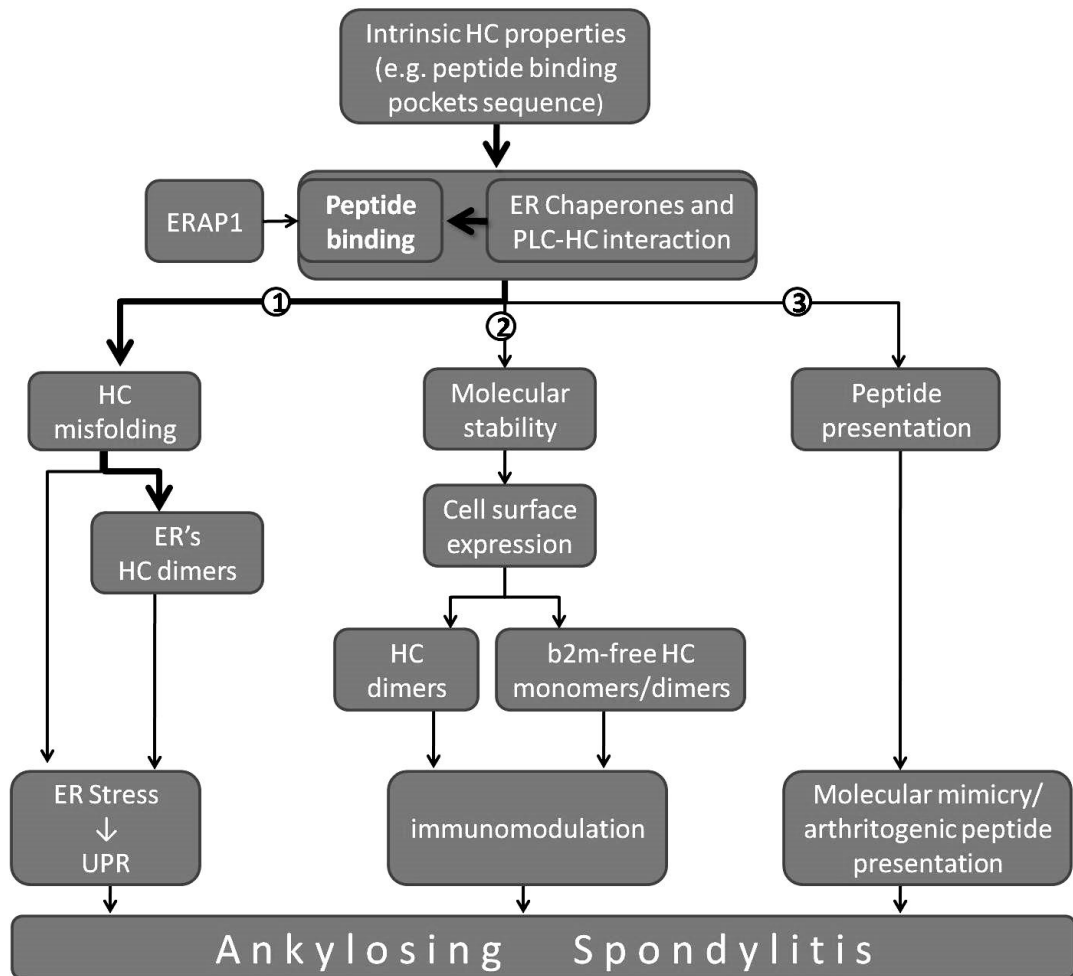 Intrinsic HC properties
(e.g. peptide binding
pockets sequence)
ERAP1
Peptide
binding
ER Chaperones and
PLC-HC interaction
1
2
3
HC
misfolding
Molecular
stability
Peptide
presentation
ER's
HC dimers
Cell surface
expression
HC
dimers
b2m-free HC
monomers/dimers
ER Stress
↓
UPR
immunomodulation
Molecular mimicry/
arthritogenic peptide
presentation
Ankylosing Spondylitis